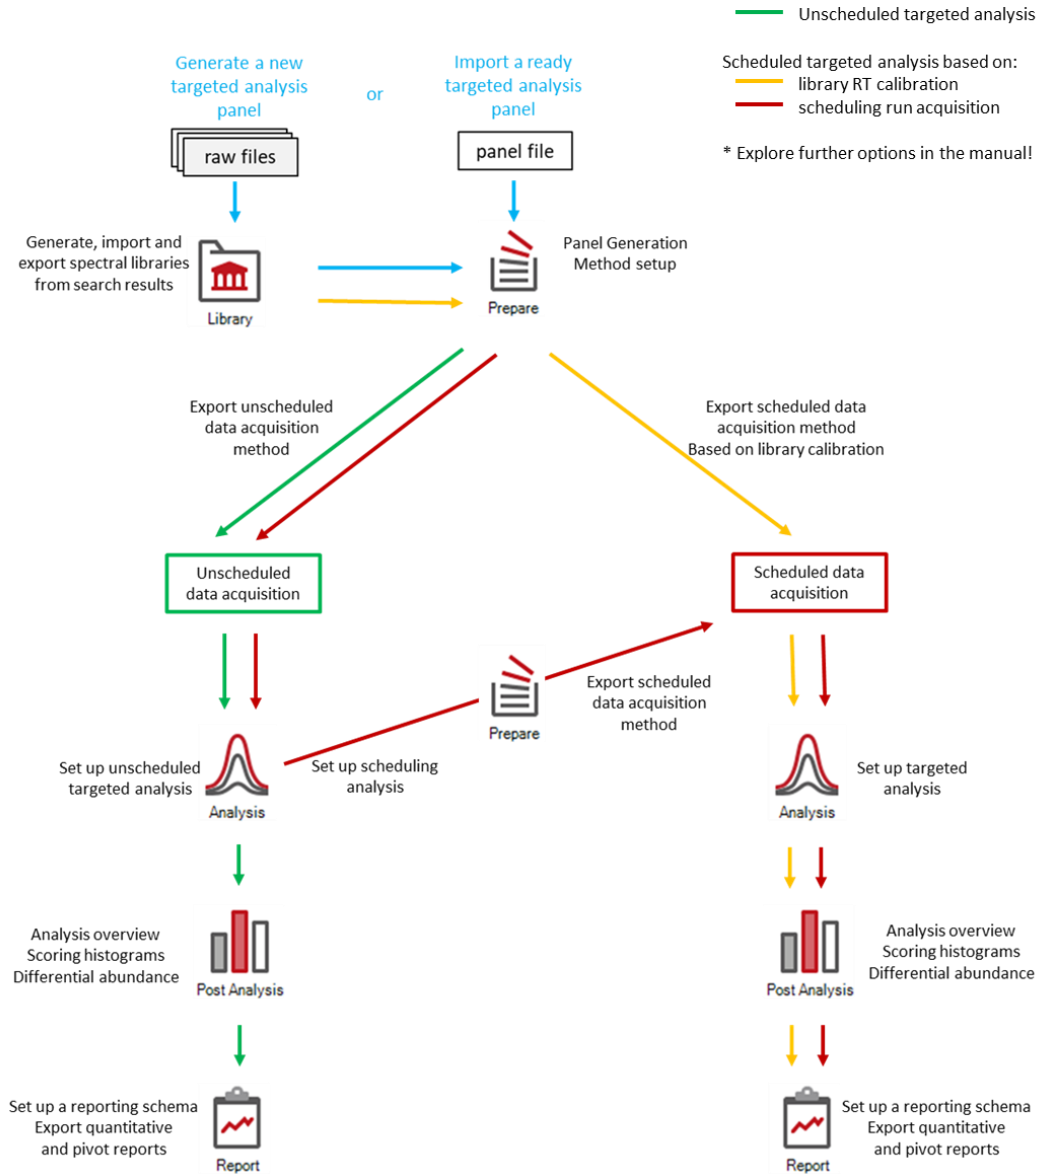 Unscheduled targeted analysis
Scheduled targeted analysis based on:
library RT calibration
scheduling run acquisition
* Explore further options in the manual!
Generate a new
targeted analysis
panel
or
Import a ready
targeted analysis
panel
raw files
panel file
Generate, import and
export spectral libraries
from search results
Library
Panel Generation
Method setup
Prepare
Export unscheduled
data acquisition
method
Export scheduled data
acquisition method
Based on library calibration
Unscheduled
data acquisition
Scheduled data
acquisition
Prepare
Export scheduled
data acquisition
method
Set up unscheduled
targeted analysis
Analysis
Set up scheduling
analysis
Analysis
Set up targeted
analysis
Analysis overview
Scoring histograms
Differential abundance
Post Analysis
Post Analysis
Analysis overview
Scoring histograms
Differential abundance
Set up a reporting schema
Export quantitative
and pivot reports
Report
Report
Set up a reporting schema
Export quantitative
and pivot reports